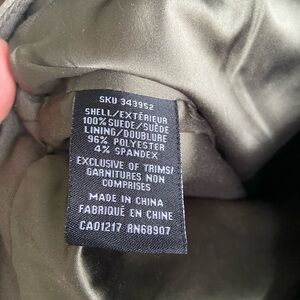 SKU 343952
SHELL/EXTÉRIEUR
100% SUEDE/SUÈDE
LINING/DOUBLURE
96% POLYESTER
4% SPANDEX
EXCLUSIVE OF TRIMS/
GARNITURES NON
COMPRISES
MADE IN CHINA
FABRIQUÉ EN CHINE
CA01217 RN68907